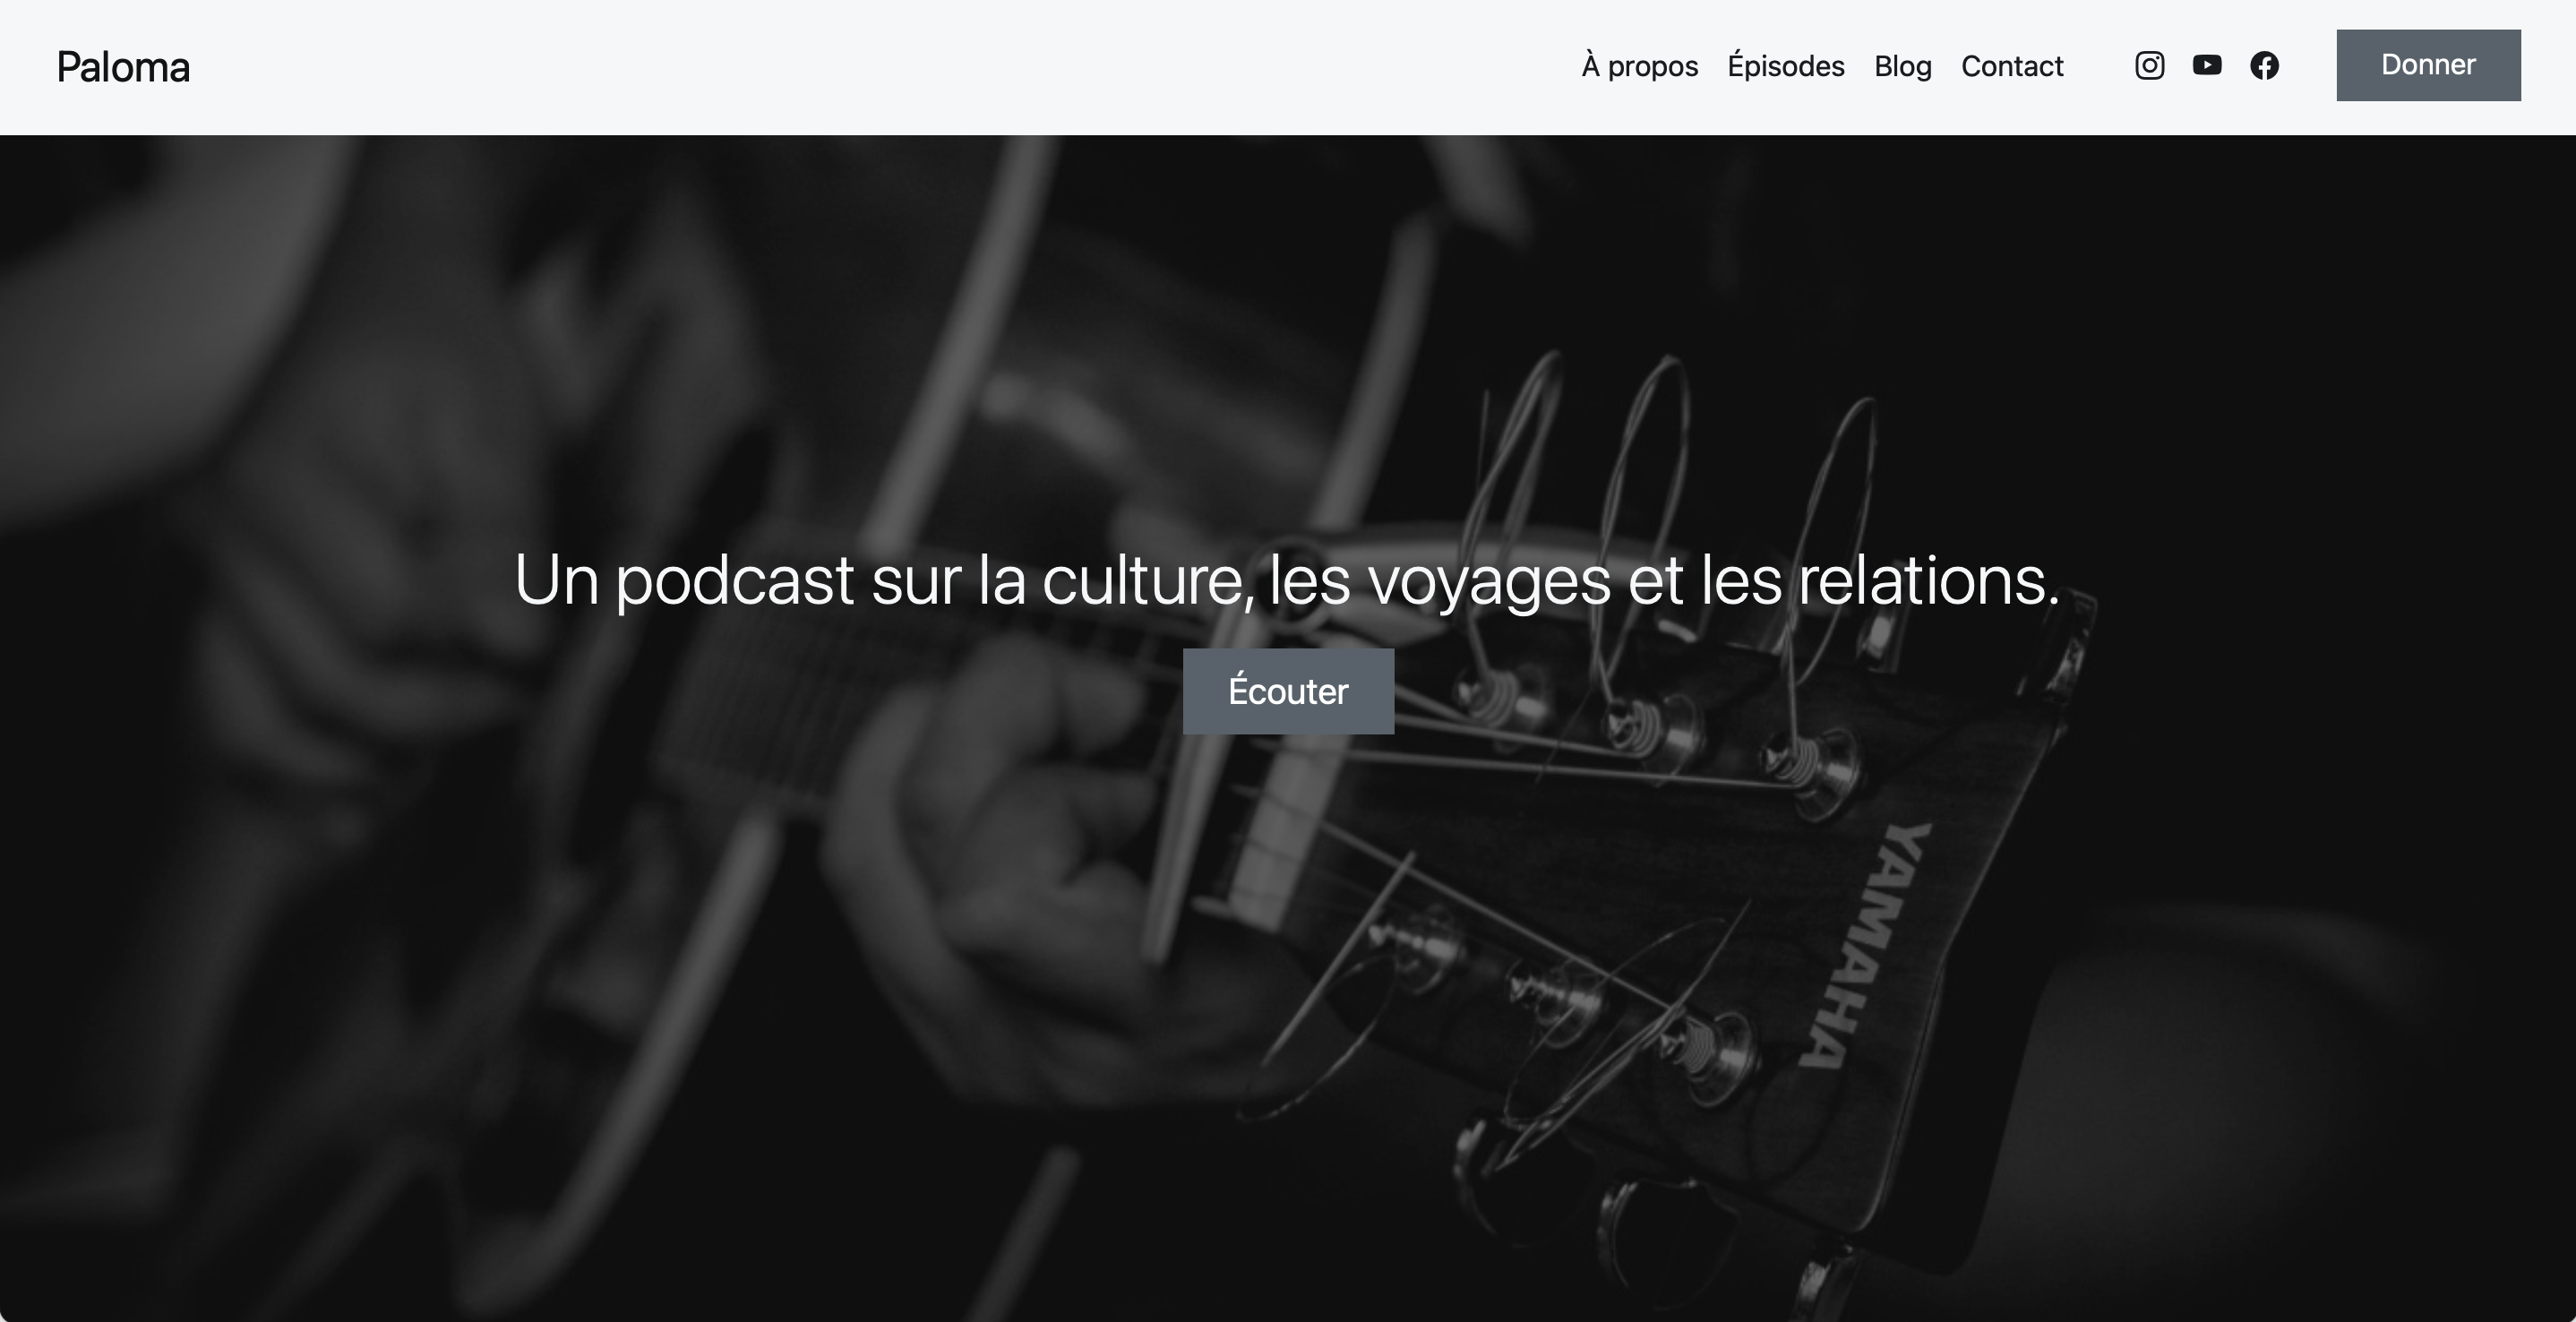 Paloma
À propos Épisodes Blog Contact Donner
Un podcast sur la culture, les voyages et les relations.
Écouter
YAMAHA